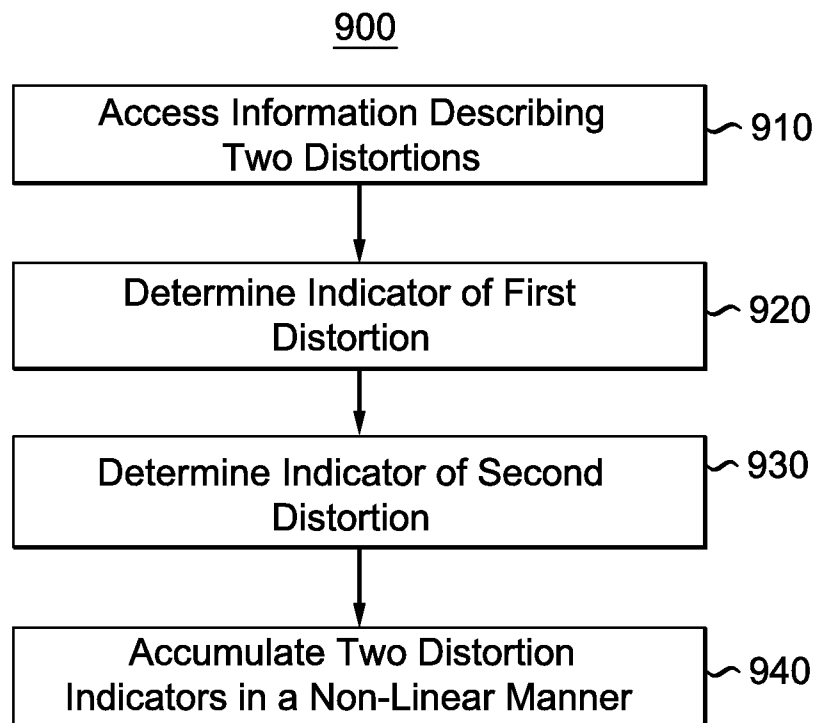 900
Access Information Describing
Two Distortions
910
Determine Indicator of First
Distortion
920
Determine Indicator of Second
Distortion
930
Accumulate Two Distortion
Indicators in a Non-Linear Manner
940